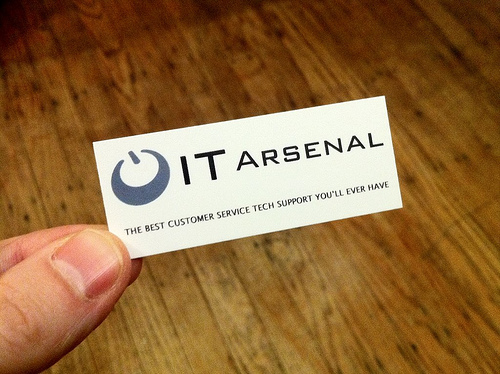 IT ARSENAL
THE BEST CUSTOMER SERVICE TECH SUPPORT YOU'LL EVER HAVE